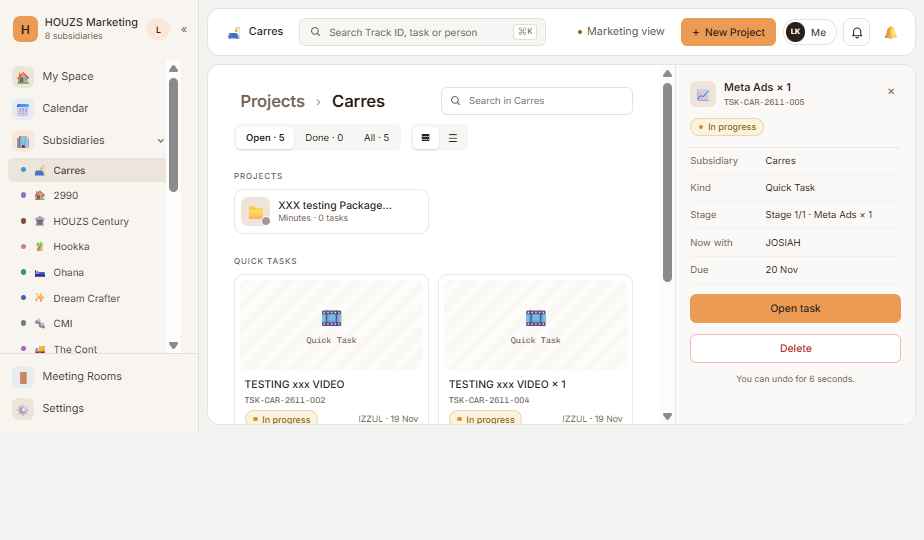 H
HOUZS Marketing
8 subsidiaries
L
«
My Space
Calendar
Subsidiaries
Carres
2990
HOUZS Century
Hookka
Ohana
Dream Crafter
CMI
The Cont
Meeting Rooms
Settings
Carres
Search Track ID, task or person
⌘K
Marketing view
+ New Project
LK
Me
Projects › Carres
Search in Carres
Open · 5
Done · 0
All · 5
PROJECTS
XXX testing Package...
Minutes · 0 tasks
QUICK TASKS
Quick Task
TESTING xxx VIDEO
TSK-CAR-2611-002
In progress
IZZUL · 19 Nov
Quick Task
TESTING xxx VIDEO × 1
TSK-CAR-2611-004
In progress
IZZUL · 19 Nov
Meta Ads × 1
TSK-CAR-2611-005
×
In progress
Subsidiary Carres
Kind Quick Task
Stage Stage 1/1 · Meta Ads × 1
Now with JOSIAH
Due 20 Nov
Open task
Delete
You can undo for 6 seconds.